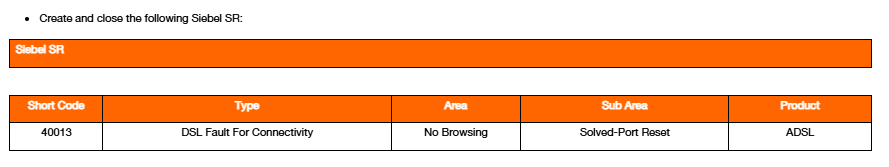 • Create and close the following Siebel SR:
Siebel SR
Short Code Type Area Sub Area Product
40013 DSL Fault For Connectivity No Browsing Solved-Port Reset ADSL